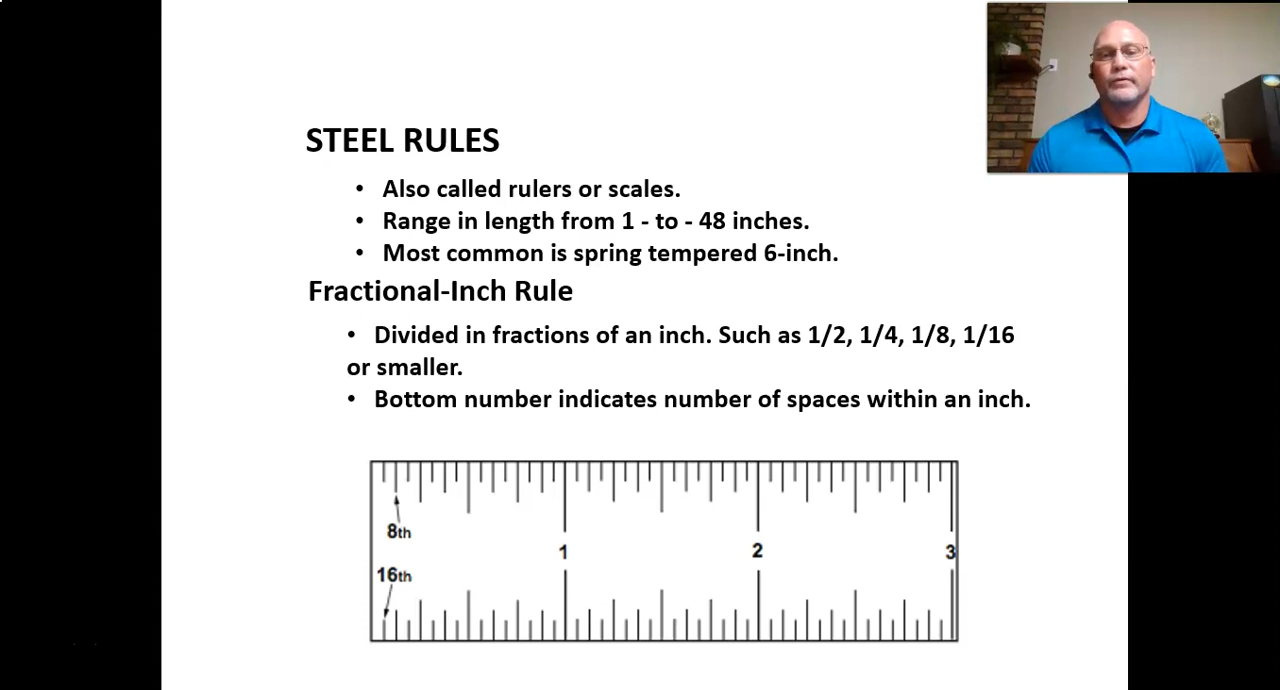 STEEL RULES
• Also called rulers or scales.
• Range in length from 1 - to - 48 inches.
• Most common is spring tempered 6-inch.
Fractional-Inch Rule
• Divided in fractions of an inch. Such as 1/2, 1/4, 1/8, 1/16
or smaller.
• Bottom number indicates number of spaces within an inch.
8th
1 2 3
16th